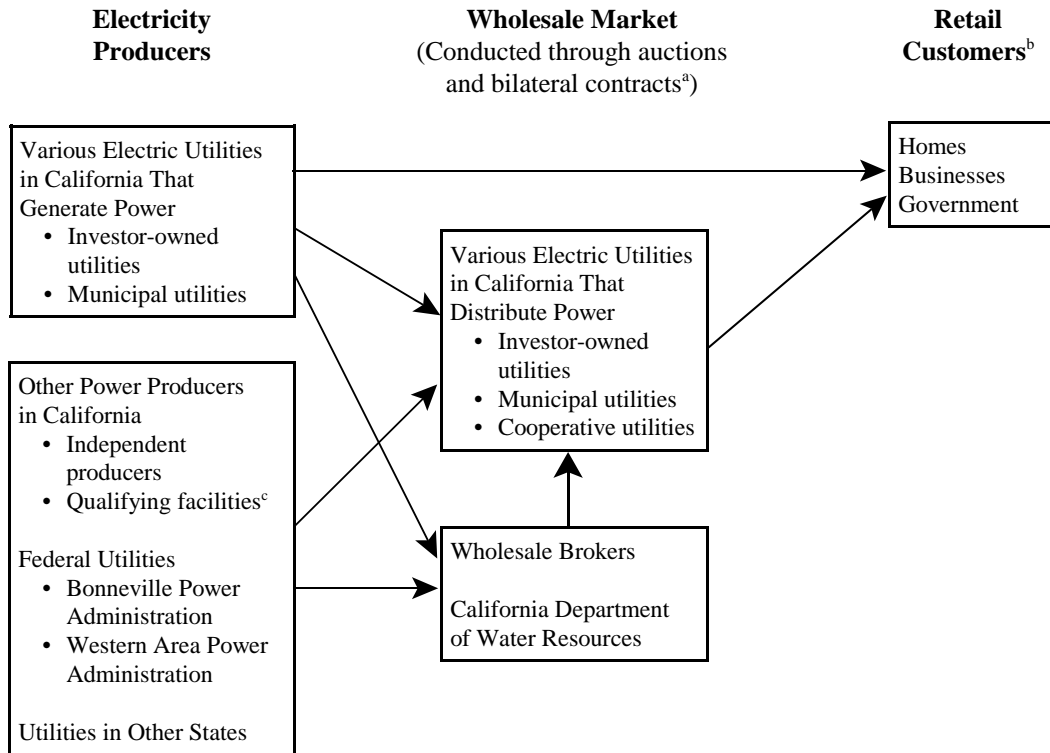 Electricity
Producers
Wholesale Market
(Conducted through auctions
and bilateral contractsᵃ)
Retail
Customersᵇ
Various Electric Utilities
in California That
Generate Power
• Investor-owned
utilities
• Municipal utilities
Other Power Producers
in California
• Independent
producers
• Qualifying facilitiesᶜ
Federal Utilities
• Bonneville Power
Administration
• Western Area Power
Administration
Utilities in Other States
Various Electric Utilities
in California That
Distribute Power
• Investor-owned
utilities
• Municipal utilities
• Cooperative utilities
Wholesale Brokers
California Department
of Water Resources
Homes
Businesses
Government